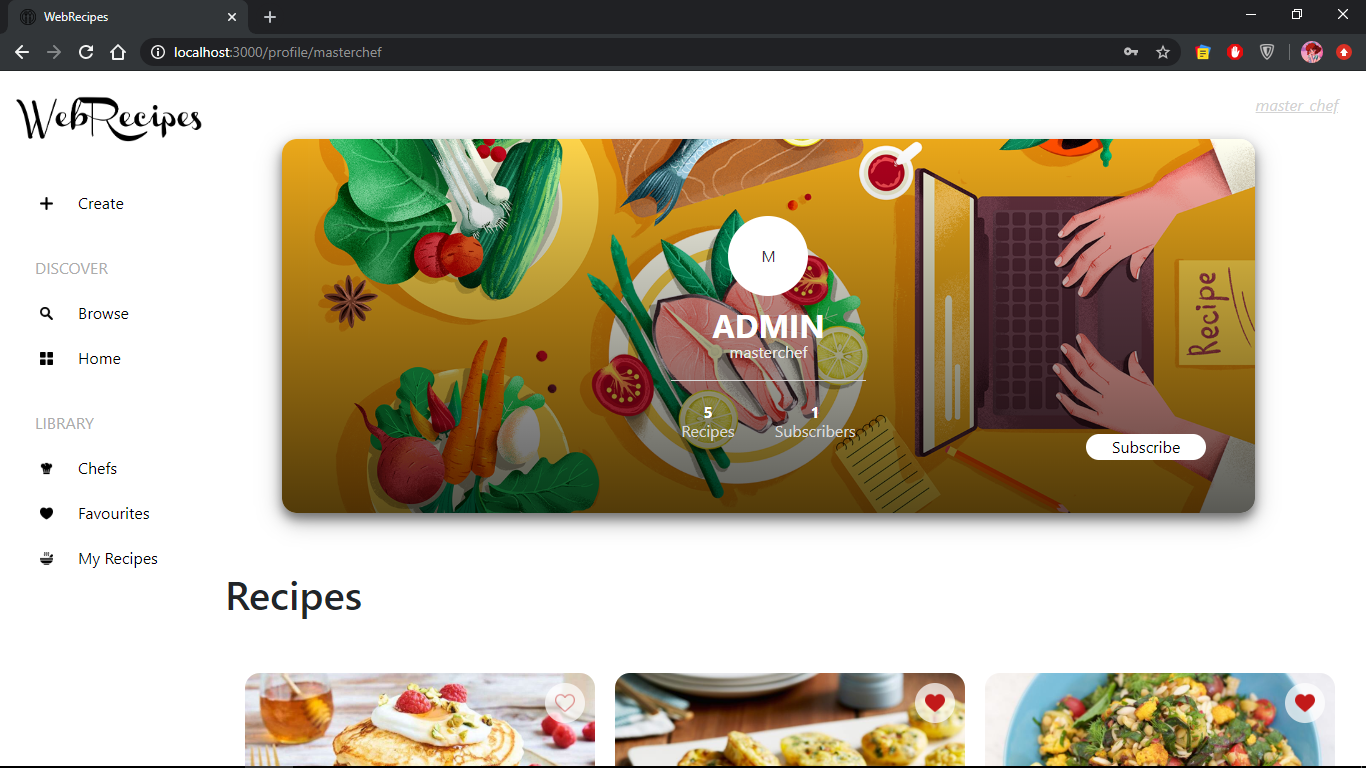 WebRecipes
localhost:3000/profile/masterchef
WebRecipes
master_chef
Create
DISCOVER
Browse
Home
LIBRARY
Chefs
Favourites
My Recipes
M
ADMIN
masterchef
5
Recipes
1
Subscribers
Subscribe
Recipe
Recipes